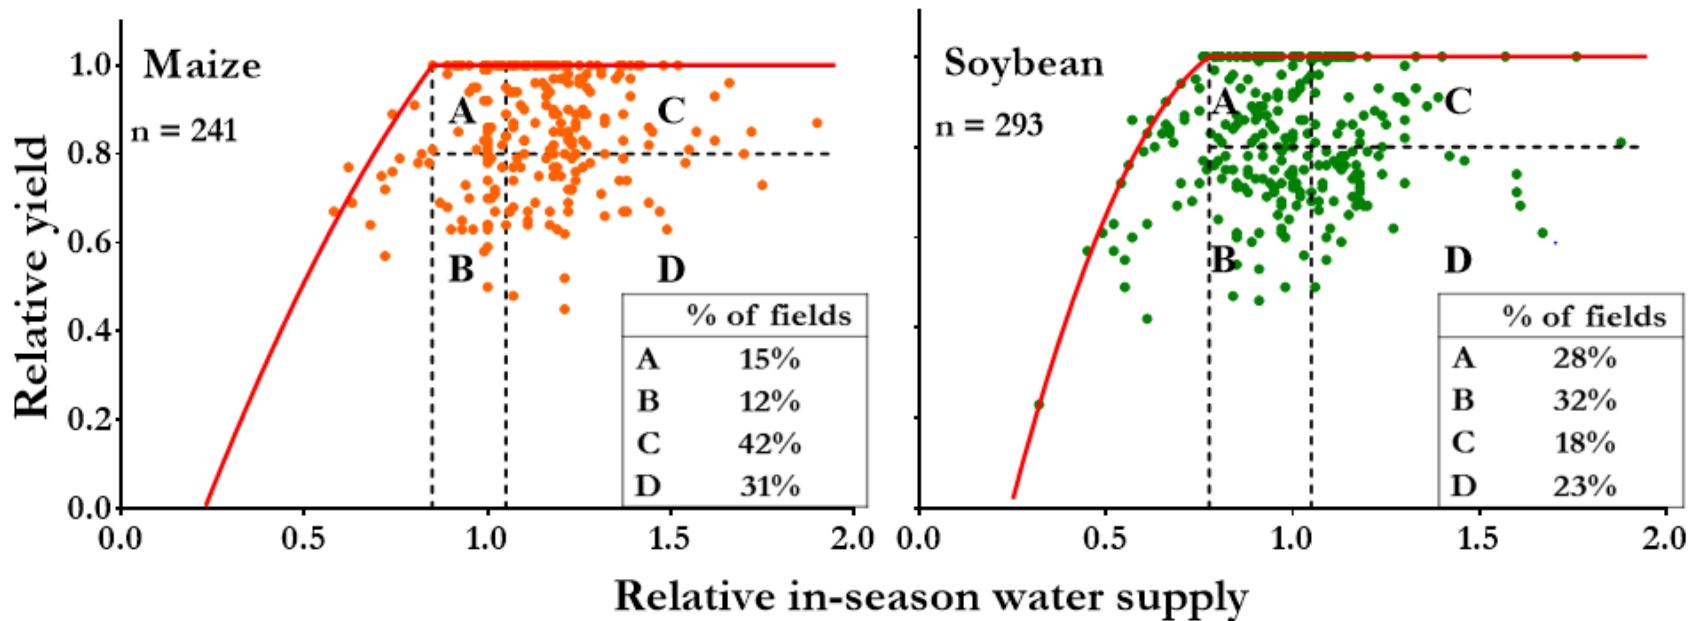 Maize
n = 241
Relative yield
1.0
0.8
0.6
0.4
0.2
0.0
A
C
B
D
% of fields
A 15%
B 12%
C 42%
D 31%
0.0 0.5 1.0 1.5 2.0
Soybean
n = 293
A
C
B
D
% of fields
A 28%
B 32%
C 18%
D 23%
0.0 0.5 1.0 1.5 2.0
Relative in-season water supply